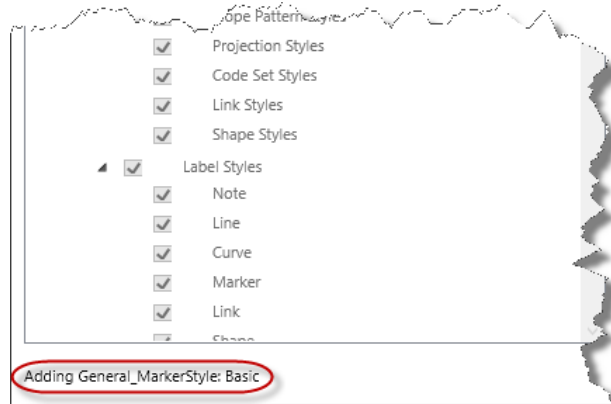 Projection Styles
Code Set Styles
Link Styles
Shape Styles
Label Styles
Note
Line
Curve
Marker
Link
Shape
Adding General_MarkerStyle: Basic